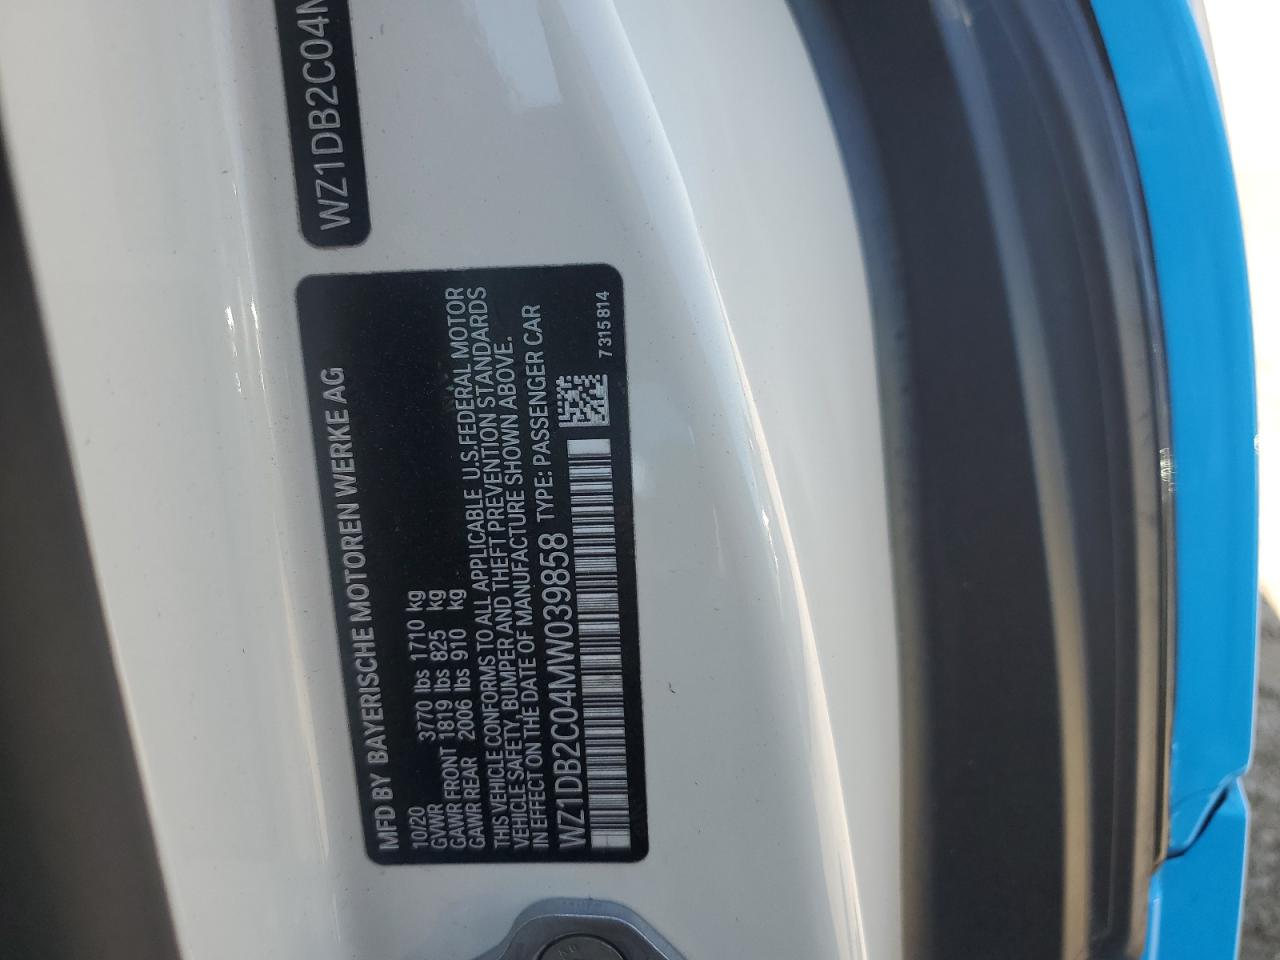 WZ1DB2C04M
MFD BY BAYERISCHE MOTOREN WERKE AG
10/20
GVWR 3770 lbs 1710 kg
GAWR FRONT 1819 lbs 825 kg
GAWR REAR 2006 lbs 910 kg
THIS VEHICLE CONFORMS TO ALL APPLICABLE U.S.FEDERAL MOTOR
VEHICLE SAFETY, BUMPER AND THEFT PREVENTION STANDARDS
IN EFFECT ON THE DATE OF MANUFACTURE SHOWN ABOVE.
WZ1DB2C04MW039858 TYPE: PASSENGER CAR
7315814